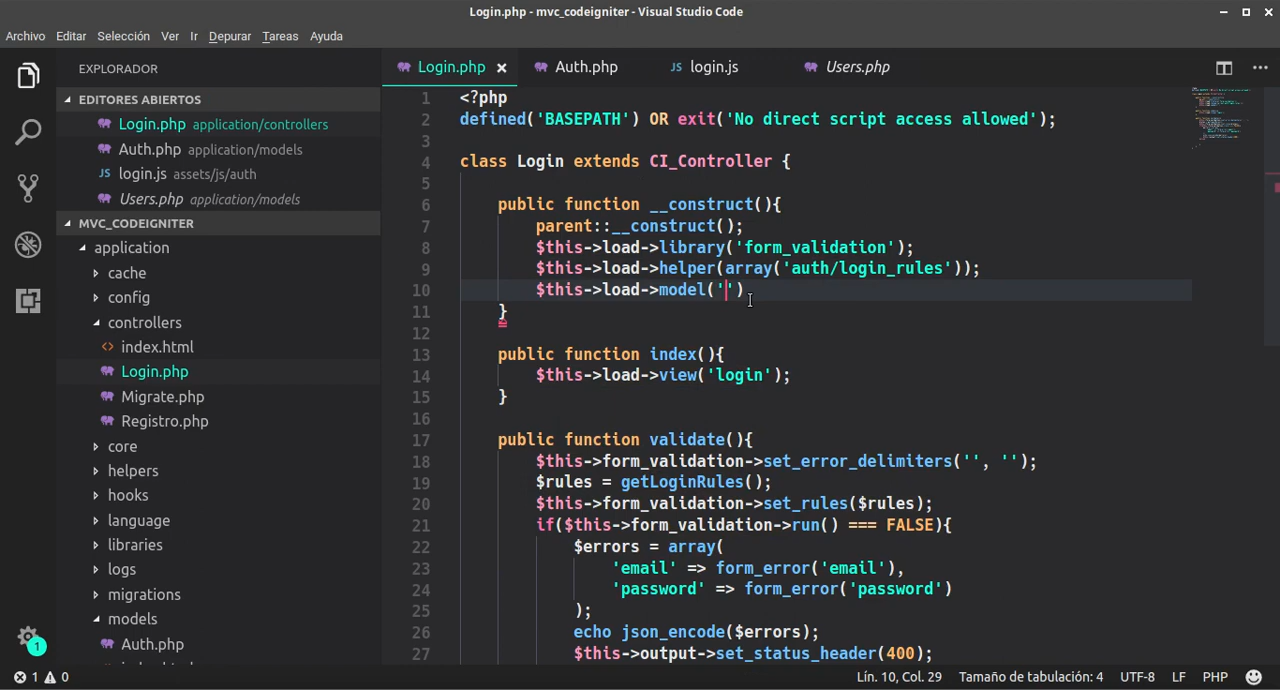 Login.php - mvc_codeigniter - Visual Studio Code
Archivo Editar Selección Ver Ir Depurar Tareas Ayuda
EXPLORADOR
EDITORES ABIERTOS
Login.php application/controllers
Auth.php application/models
JS login.js assets/js/auth
Users.php application/models
MVC_CODEIGNITER
application
cache
config
controllers
<> index.html
Login.php
Migrate.php
Registro.php
core
helpers
hooks
language
libraries
logs
migrations
models
Auth.php
1
Login.php Auth.php JS login.js Users.php
1 <?php
2 defined('BASEPATH') OR exit('No direct script access allowed');
3
4 class Login extends CI_Controller {
5
6 public function __construct(){
7 parent::__construct();
8 $this->load->library('form_validation');
9 $this->load->helper(array('auth/login_rules'));
10 $this->load->model('')
11 }
12
13 public function index(){
14 $this->load->view('login');
15 }
16
17 public function validate(){
18 $this->form_validation->set_error_delimiters('', '');
19 $rules = getLoginRules();
20 $this->form_validation->set_rules($rules);
21 if($this->form_validation->run() === FALSE){
22 $errors = array(
23 'email' => form_error('email'),
24 'password' => form_error('password')
25 );
26 echo json_encode($errors);
27 $this->output->set_status_header(400);
1 0 Lín. 10, Col. 29 Tamaño de tabulación: 4 UTF-8 LF PHP